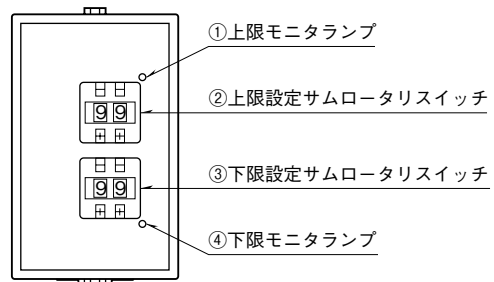 ①上限モニタランプ
②上限設定サムロータリスイッチ
99
③下限設定サムロータリスイッチ
99
④下限モニタランプ